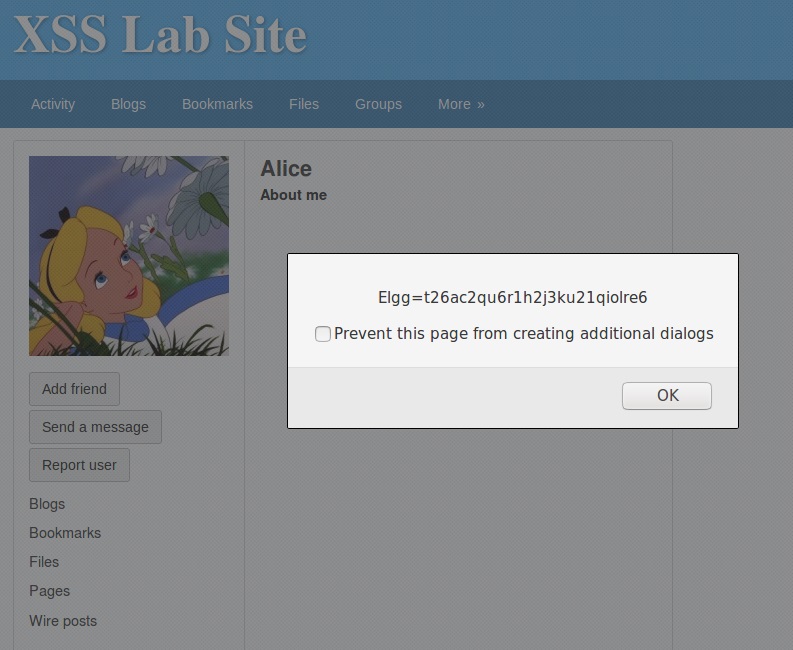 XSS Lab Site
Activity Blogs Bookmarks Files Groups More »
Alice
About me
Elgg=t26ac2qu6r1h2j3ku21qiolre6
Prevent this page from creating additional dialogs
OK
Add friend
Send a message
Report user
Blogs
Bookmarks
Files
Pages
Wire posts